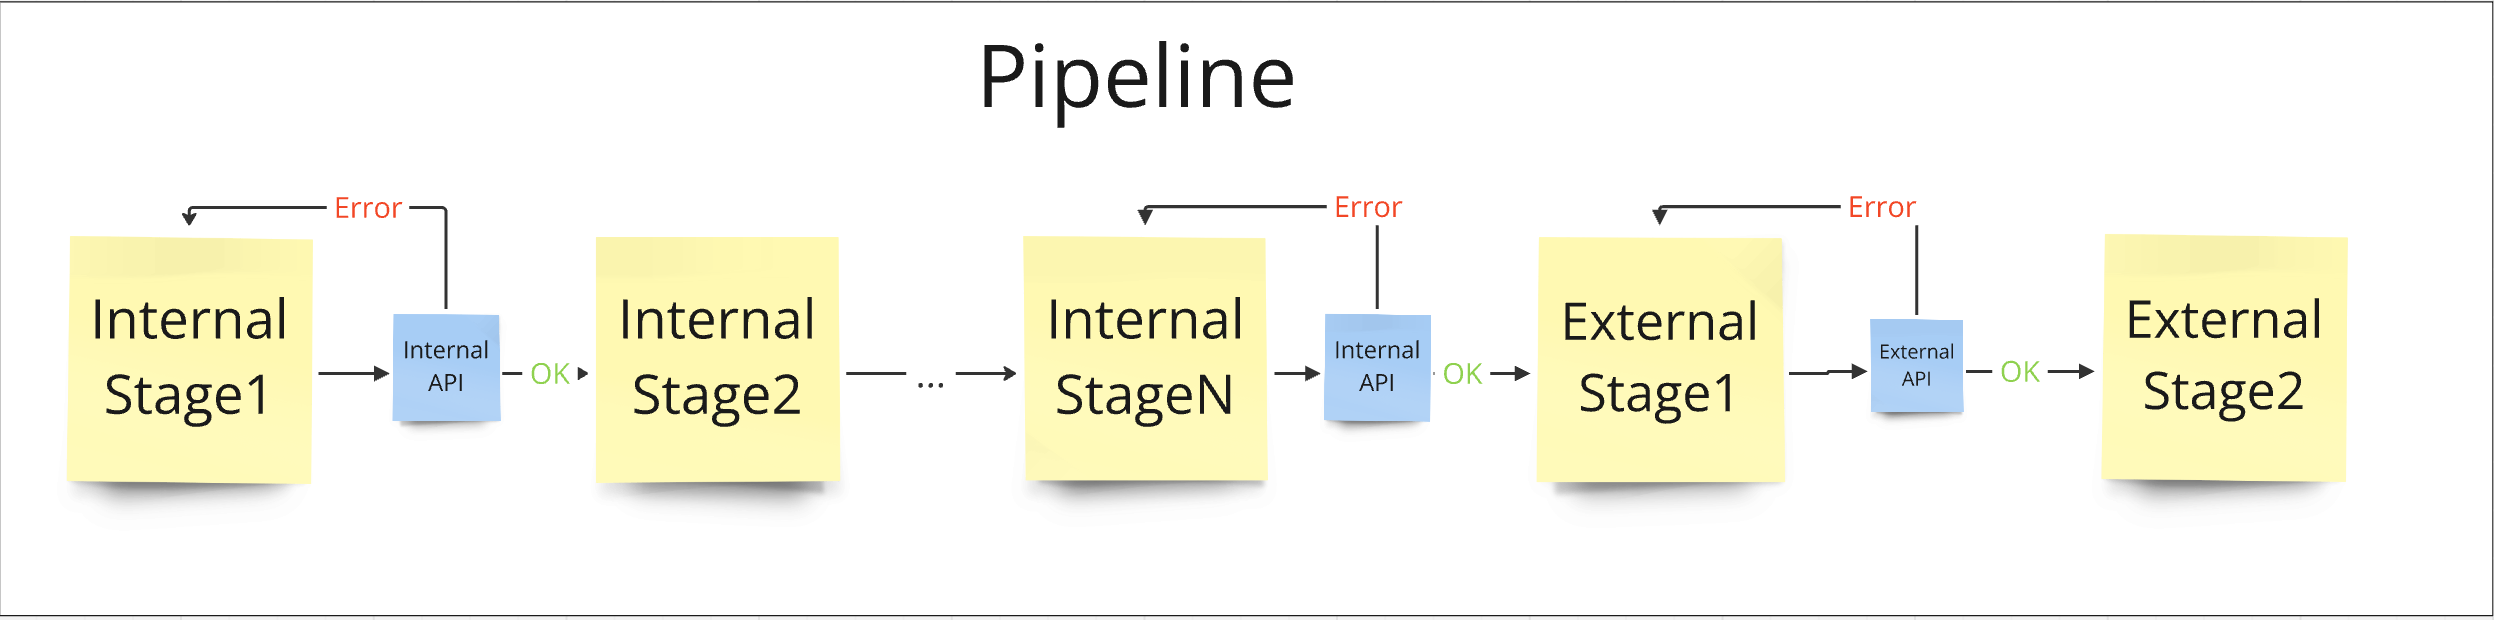 Pipeline
Error
Error
Error
Internal
Stage1
Internal
API
OK
Internal
Stage2
...
Internal
StageN
Internal
API
OK
External
Stage1
External
API
OK
External
Stage2